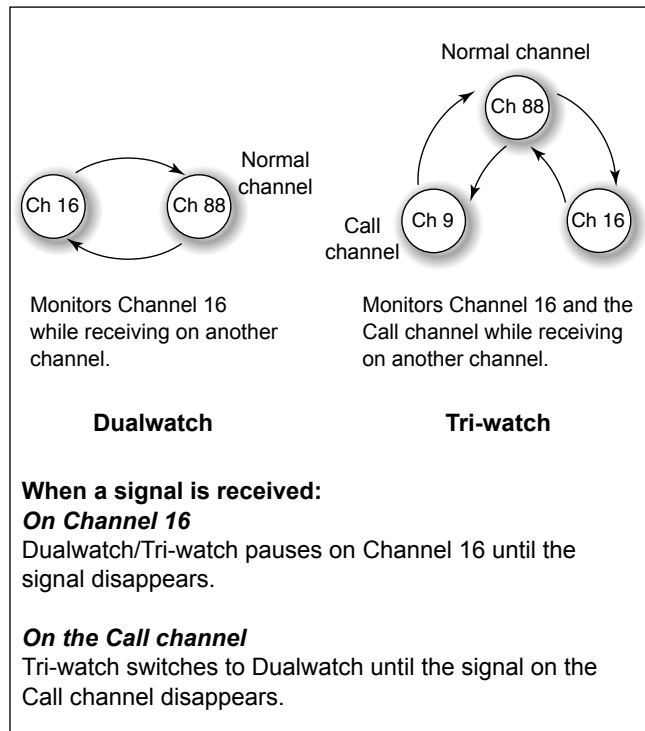 Ch 16
Ch 88
Normal
channel
Monitors Channel 16
while receiving on another
channel.
Dualwatch
Normal channel
Ch 88
Ch 9
Ch 16
Call
channel
Monitors Channel 16 and the
Call channel while receiving
on another channel.
Tri-watch
When a signal is received:
On Channel 16
Dualwatch/Tri-watch pauses on Channel 16 until the
signal disappears.
On the Call channel
Tri-watch switches to Dualwatch until the signal on the
Call channel disappears.